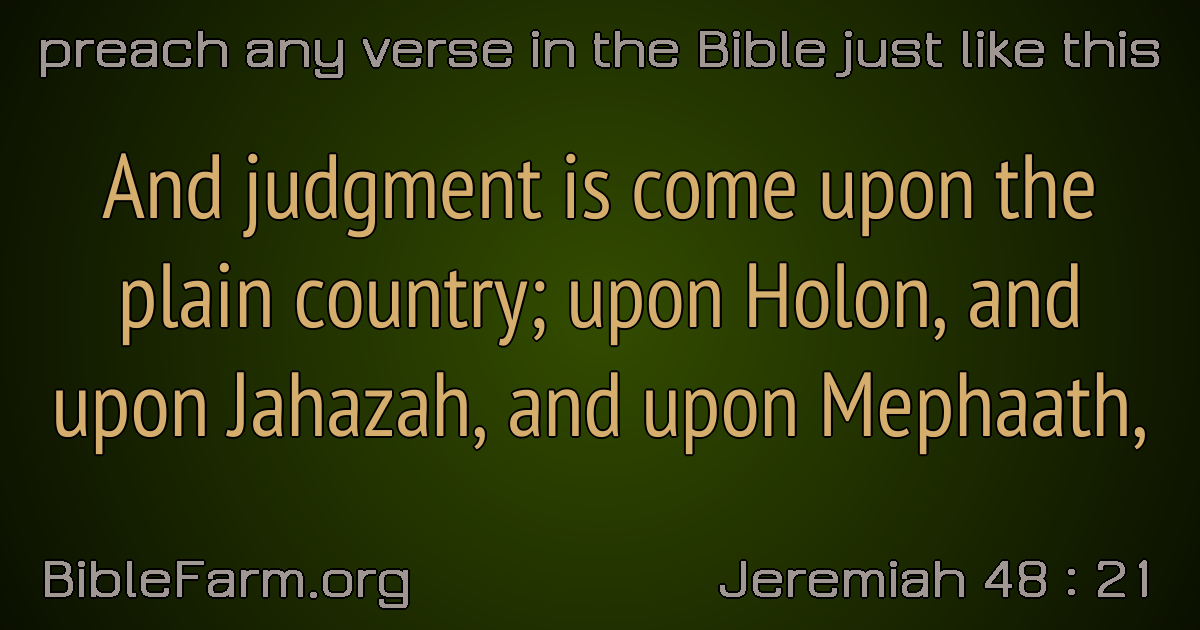 preach any verse in the Bible just like this
And judgment is come upon the
plain country; upon Holon, and
upon Jahazah, and upon Mephaath,
BibleFarm.org
Jeremiah 48 : 21